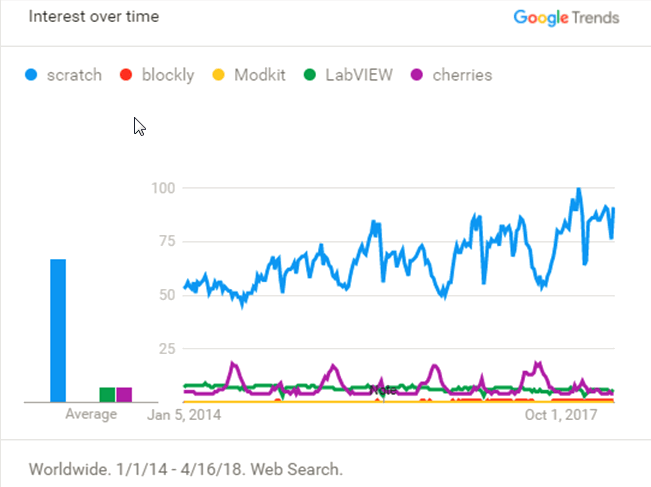 Interest over time
Google Trends
scratch blockly Modkit LabVIEW cherries
100
75
50
25
Note
Average
Jan 5, 2014
Oct 1, 2017
Worldwide. 1/1/14 - 4/16/18. Web Search.